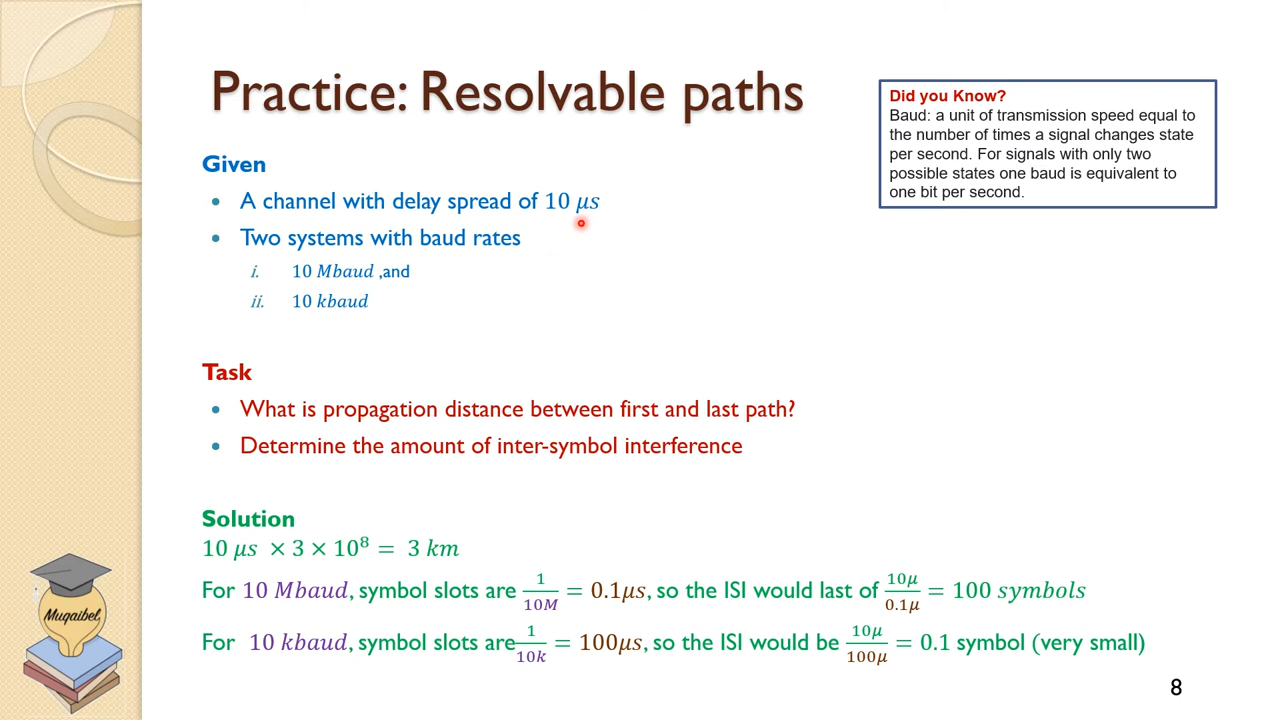 Practice: Resolvable paths
Did you Know?
Baud: a unit of transmission speed equal to
the number of times a signal changes state
per second. For signals with only two
possible states one baud is equivalent to
one bit per second.
Given
• A channel with delay spread of 10 μs
• Two systems with baud rates
i. 10 Mbaud ,and
ii. 10 kbaud
Task
• What is propagation distance between first and last path?
• Determine the amount of inter-symbol interference
Solution
10 μs × 3 × 10⁸ = 3 km
For 10 Mbaud, symbol slots are 1/10M = 0.1μs, so the ISI would last of 10μ/0.1μ = 100 symbols
For 10 kbaud, symbol slots are 1/10k = 100μs, so the ISI would be 10μ/100μ = 0.1 symbol (very small)
Muqaibel
8